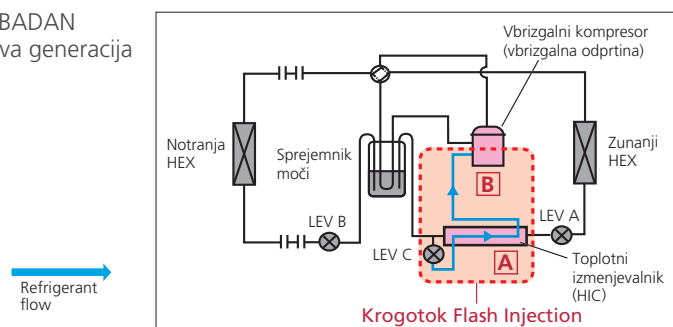 BADAN
va generacija
Vbrizgalni kompresor
(vbrizgalna odprtina)
Notranja
HEX
Sprejemnik
moči
Zunanji
HEX
B
LEV B
LEV A
LEV C
A
Toplotni
izmenjevalnik
(HIC)
Refrigerant
flow
Krogotok Flash Injection